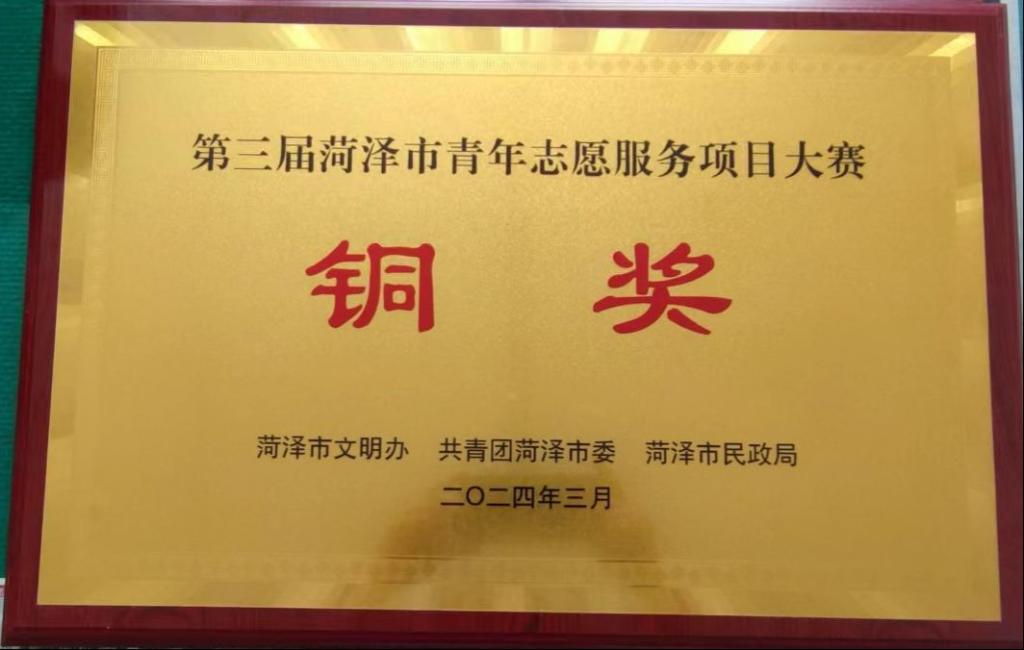 第三届菏泽市青年志愿服务项目大赛
铜 奖
菏泽市文明办 共青团菏泽市委 菏泽市民政局
二〇二四年三月